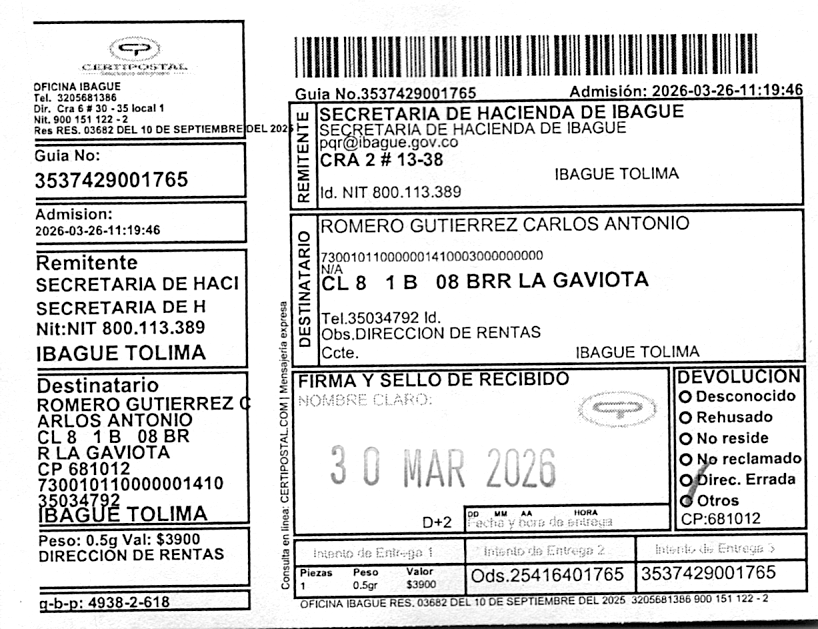 CERTIPOSTAL
OFICINA IBAGUE
Tel. 3205681386
Dir. Cra 6 # 30 - 35 local 1
Nit. 900 151 122 - 2
Res RES. 03682 DEL 10 DE SEPTIEMBRE DEL 2025
Guia No:
3537429001765
Admision:
2026-03-26-11:19:46
Remitente
SECRETARIA DE HACI
SECRETARIA DE H
Nit:NIT 800.113.389
IBAGUE TOLIMA
Destinatario
ROMERO GUTIERREZ C
ARLOS ANTONIO
CL 8 1 B 08 BR
R LA GAVIOTA
CP 681012
730010110000001410
35034792
IBAGUE TOLIMA
Peso: 0.5g Val: $3900
DIRECCIÓN DE RENTAS
g-b-p: 4938-2-618
Consulta en linea: CERTIPOSTAL.COM | Mensajeria expresa
Guia No.3537429001765 Admisión: 2026-03-26-11:19:46
REMITENTE
SECRETARIA DE HACIENDA DE IBAGUE
SECRETARIA DE HACIENDA DE IBAGUE
pqr@ibague.gov.co
CRA 2 # 13-38
IBAGUE TOLIMA
Id. NIT 800.113.389
DESTINATARIO
ROMERO GUTIERREZ CARLOS ANTONIO
730010110000001410003000000000
N/A
CL 8 1 B 08 BRR LA GAVIOTA
Tel.35034792 Id.
Obs.DIRECCION DE RENTAS
Ccte. IBAGUE TOLIMA
FIRMA Y SELLO DE RECIBIDO
NOMBRE CLARO:
30 MAR 2026
D+2
DD MM AA HORA
Fecha y hora de entrega
DEVOLUCION
Desconocido
Rehusado
No reside
No reclamado
Direc. Errada
Otros
CP:681012
Intento de Entrega 1 Intento de Entrega 2 Intento de Entrega 3
Piezas Peso Valor
1 0.5gr $3900
Ods.25416401765 3537429001765
OFICINA IBAGUE RES. 03682 DEL 10 DE SEPTIEMBRE DEL 2025 3205681386 900 151 122 - 2